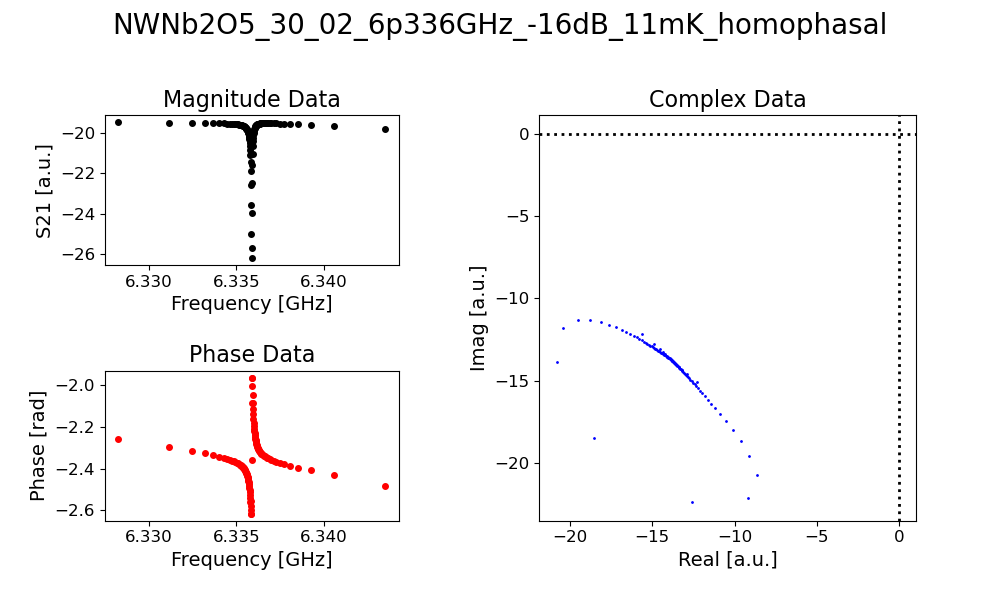 NWNb2O5_30_02_6p336GHz_-16dB_11mK_homophasal
Magnitude Data
S21 [a.u.]
−20
−22
−24
−26
6.330
6.335
6.340
Frequency [GHz]
Phase Data
Phase [rad]
−2.0
−2.2
−2.4
−2.6
6.330
6.335
6.340
Frequency [GHz]
Complex Data
Imag [a.u.]
0
−5
−10
−15
−20
−20
−15
−10
−5
0
Real [a.u.]